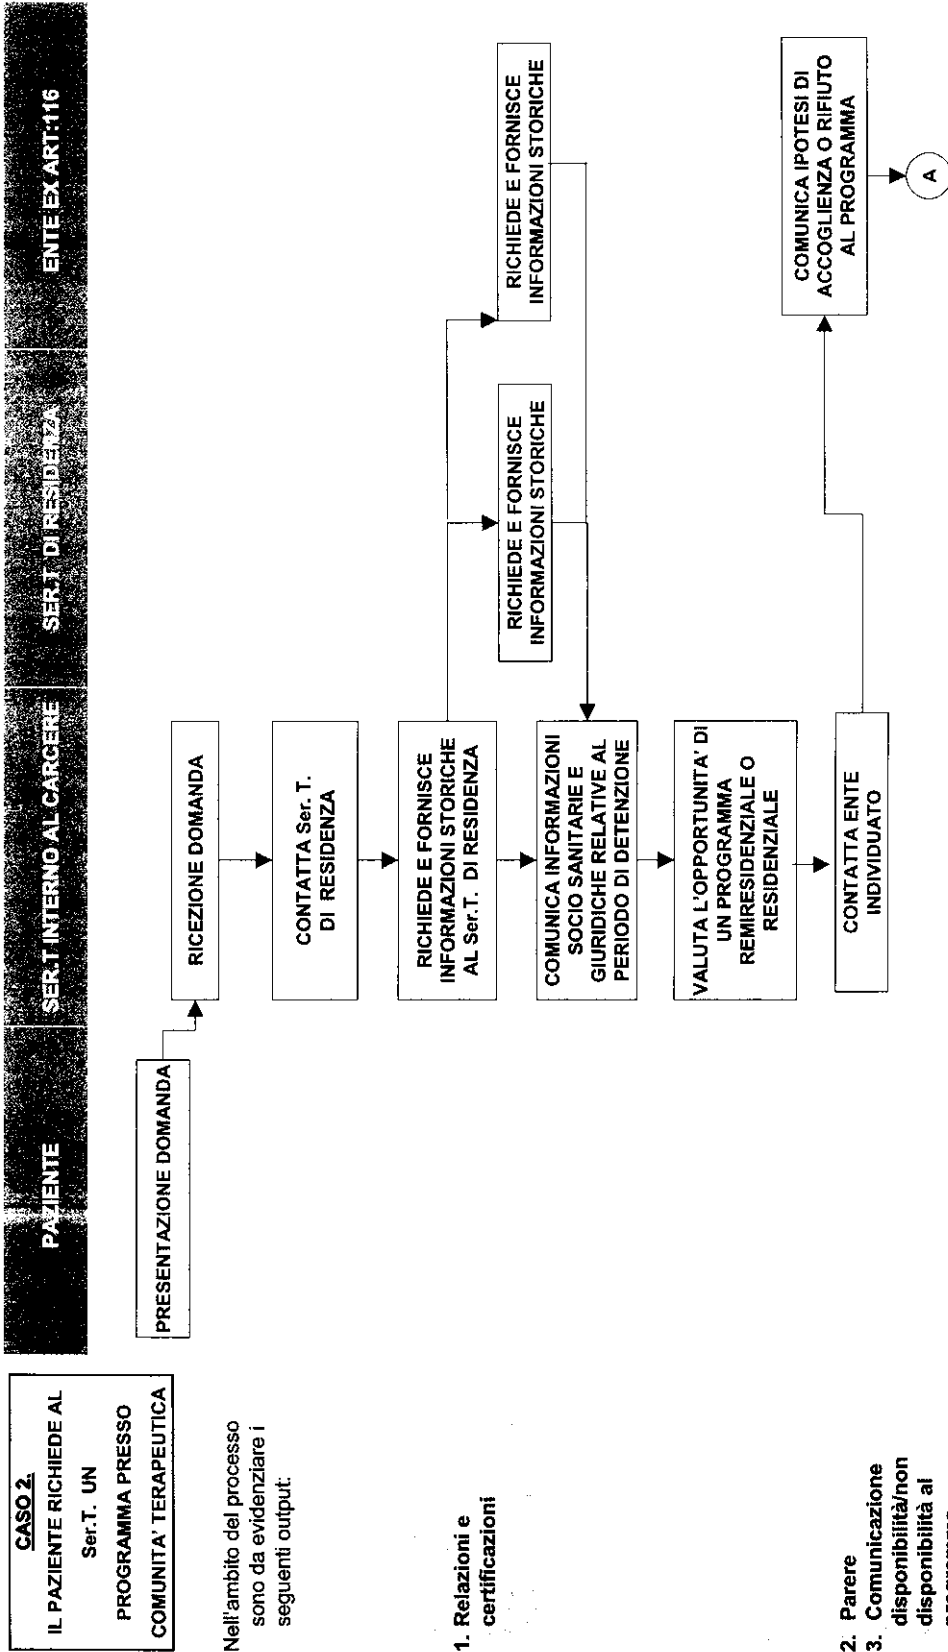 CASO 2.
IL PAZIENTE RICHIEDE AL
Ser.T. UN
PROGRAMMA PRESSO
COMUNITA' TERAPEUTICA
PAZIENTE
SER.T INTERNO AL CARCERE
SER.T DI RESIDENZA
ENTE EX ART.116
Nell'ambito del processo
sono da evidenziare i
seguenti output:
PRESENTAZIONE DOMANDA
RICEZIONE DOMANDA
CONTATTA Ser. T.
DI RESIDENZA
1. Relazioni e
certificazioni
RICHIEDE E FORNISCE
INFORMAZIONI STORICHE
AL Ser.T. DI RESIDENZA
RICHIEDE E FORNISCE
INFORMAZIONI STORICHE
RICHIEDE E FORNISCE
INFORMAZIONI STORICHE
COMUNICA INFORMAZIONI
SOCIO SANITARIE E
GIURIDICHE RELATIVE AL
PERIODO DI DETENZIONE
VALUTA L'OPPORTUNITA' DI
UN PROGRAMMA
REMIRESIDENZIALE O
RESIDENZIALE
CONTATTA ENTE
INDIVIDUATO
COMUNICA IPOTESI DI
ACCOGLIENZA O RIFIUTO
AL PROGRAMMA
A
2. Parere
3. Comunicazione
disponibilità/non
disponibilità al